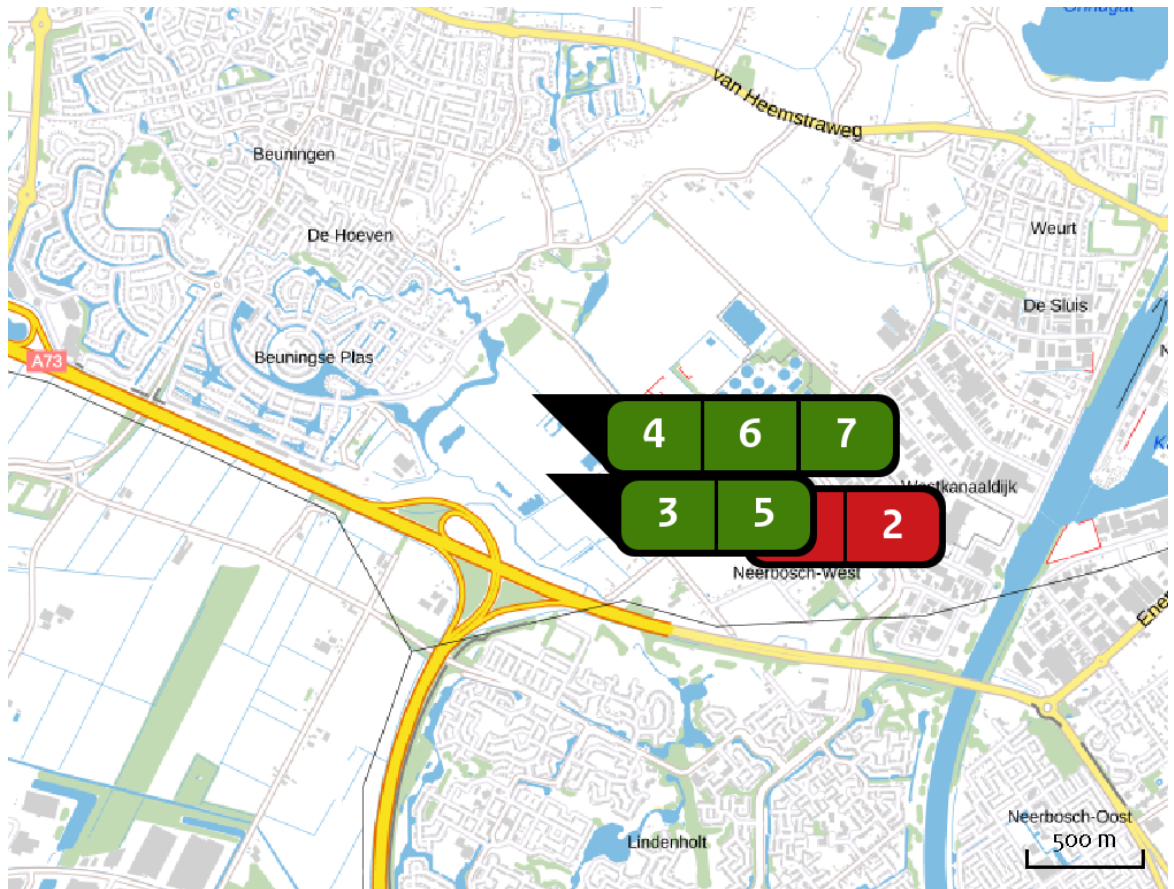 van Heemstraweg
Beuningen
Weurt
De Hoeven
De Sluis
Beuningse Plas
A73
4 6 7
Westkanaaldijk
3 5 2
Neerbosch-West
Neerbosch-Oost
500 m
Lindenholt